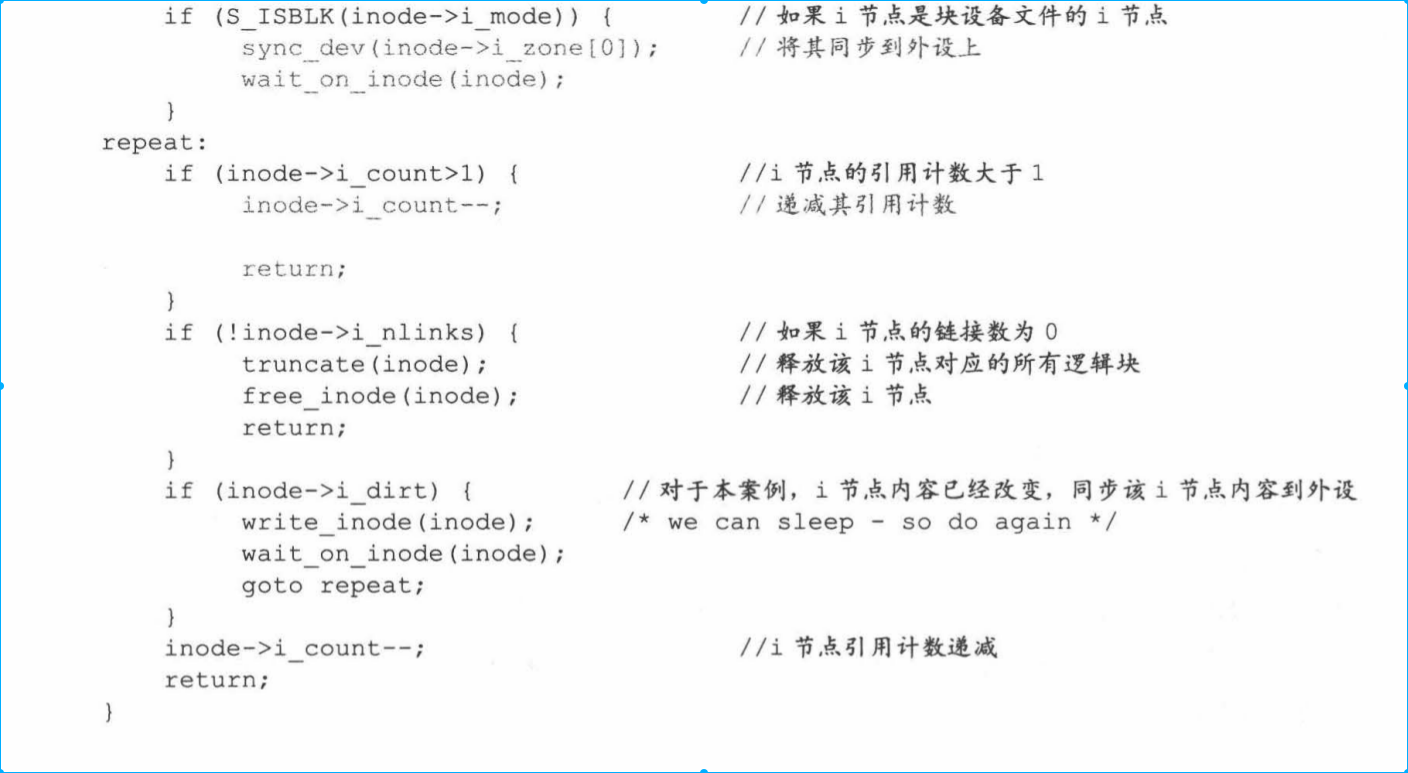 if (S_ISBLK(inode->i_mode)) { // 如果 i 节点是块设备文件的 i 节点
sync_dev(inode->i_zone[0]); // 将其同步到外设上
wait_on_inode(inode);
}
repeat:
if (inode->i_count>1) { //i 节点的引用计数大于 1
inode->i_count--; // 递减其引用计数
return;
}
if (!inode->i_nlinks) { // 如果 i 节点的链接数为 0
truncate(inode); // 释放该 i 节点对应的所有逻辑块
free_inode(inode); // 释放该 i 节点
return;
}
if (inode->i_dirt) { // 对于本案例，i 节点内容已经改变，同步该 i 节点内容到外设
write_inode(inode); /* we can sleep - so do again */
wait_on_inode(inode);
goto repeat;
}
inode->i_count--; //i 节点引用计数递减
return;
}